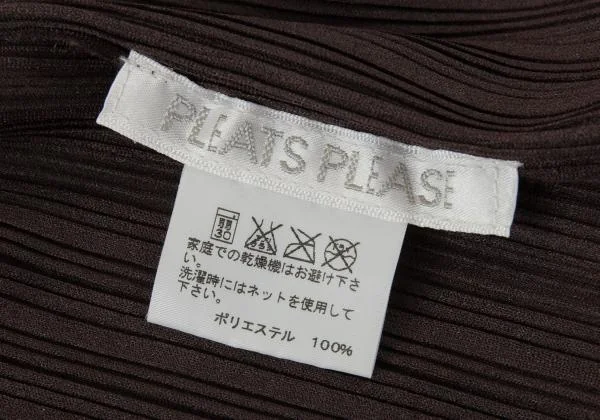 PLEATS PLEASE
30
家庭での乾燥機はお避け下さ
い。
洗濯時にはネットを使用して
下さい。
ポリエステル 100%